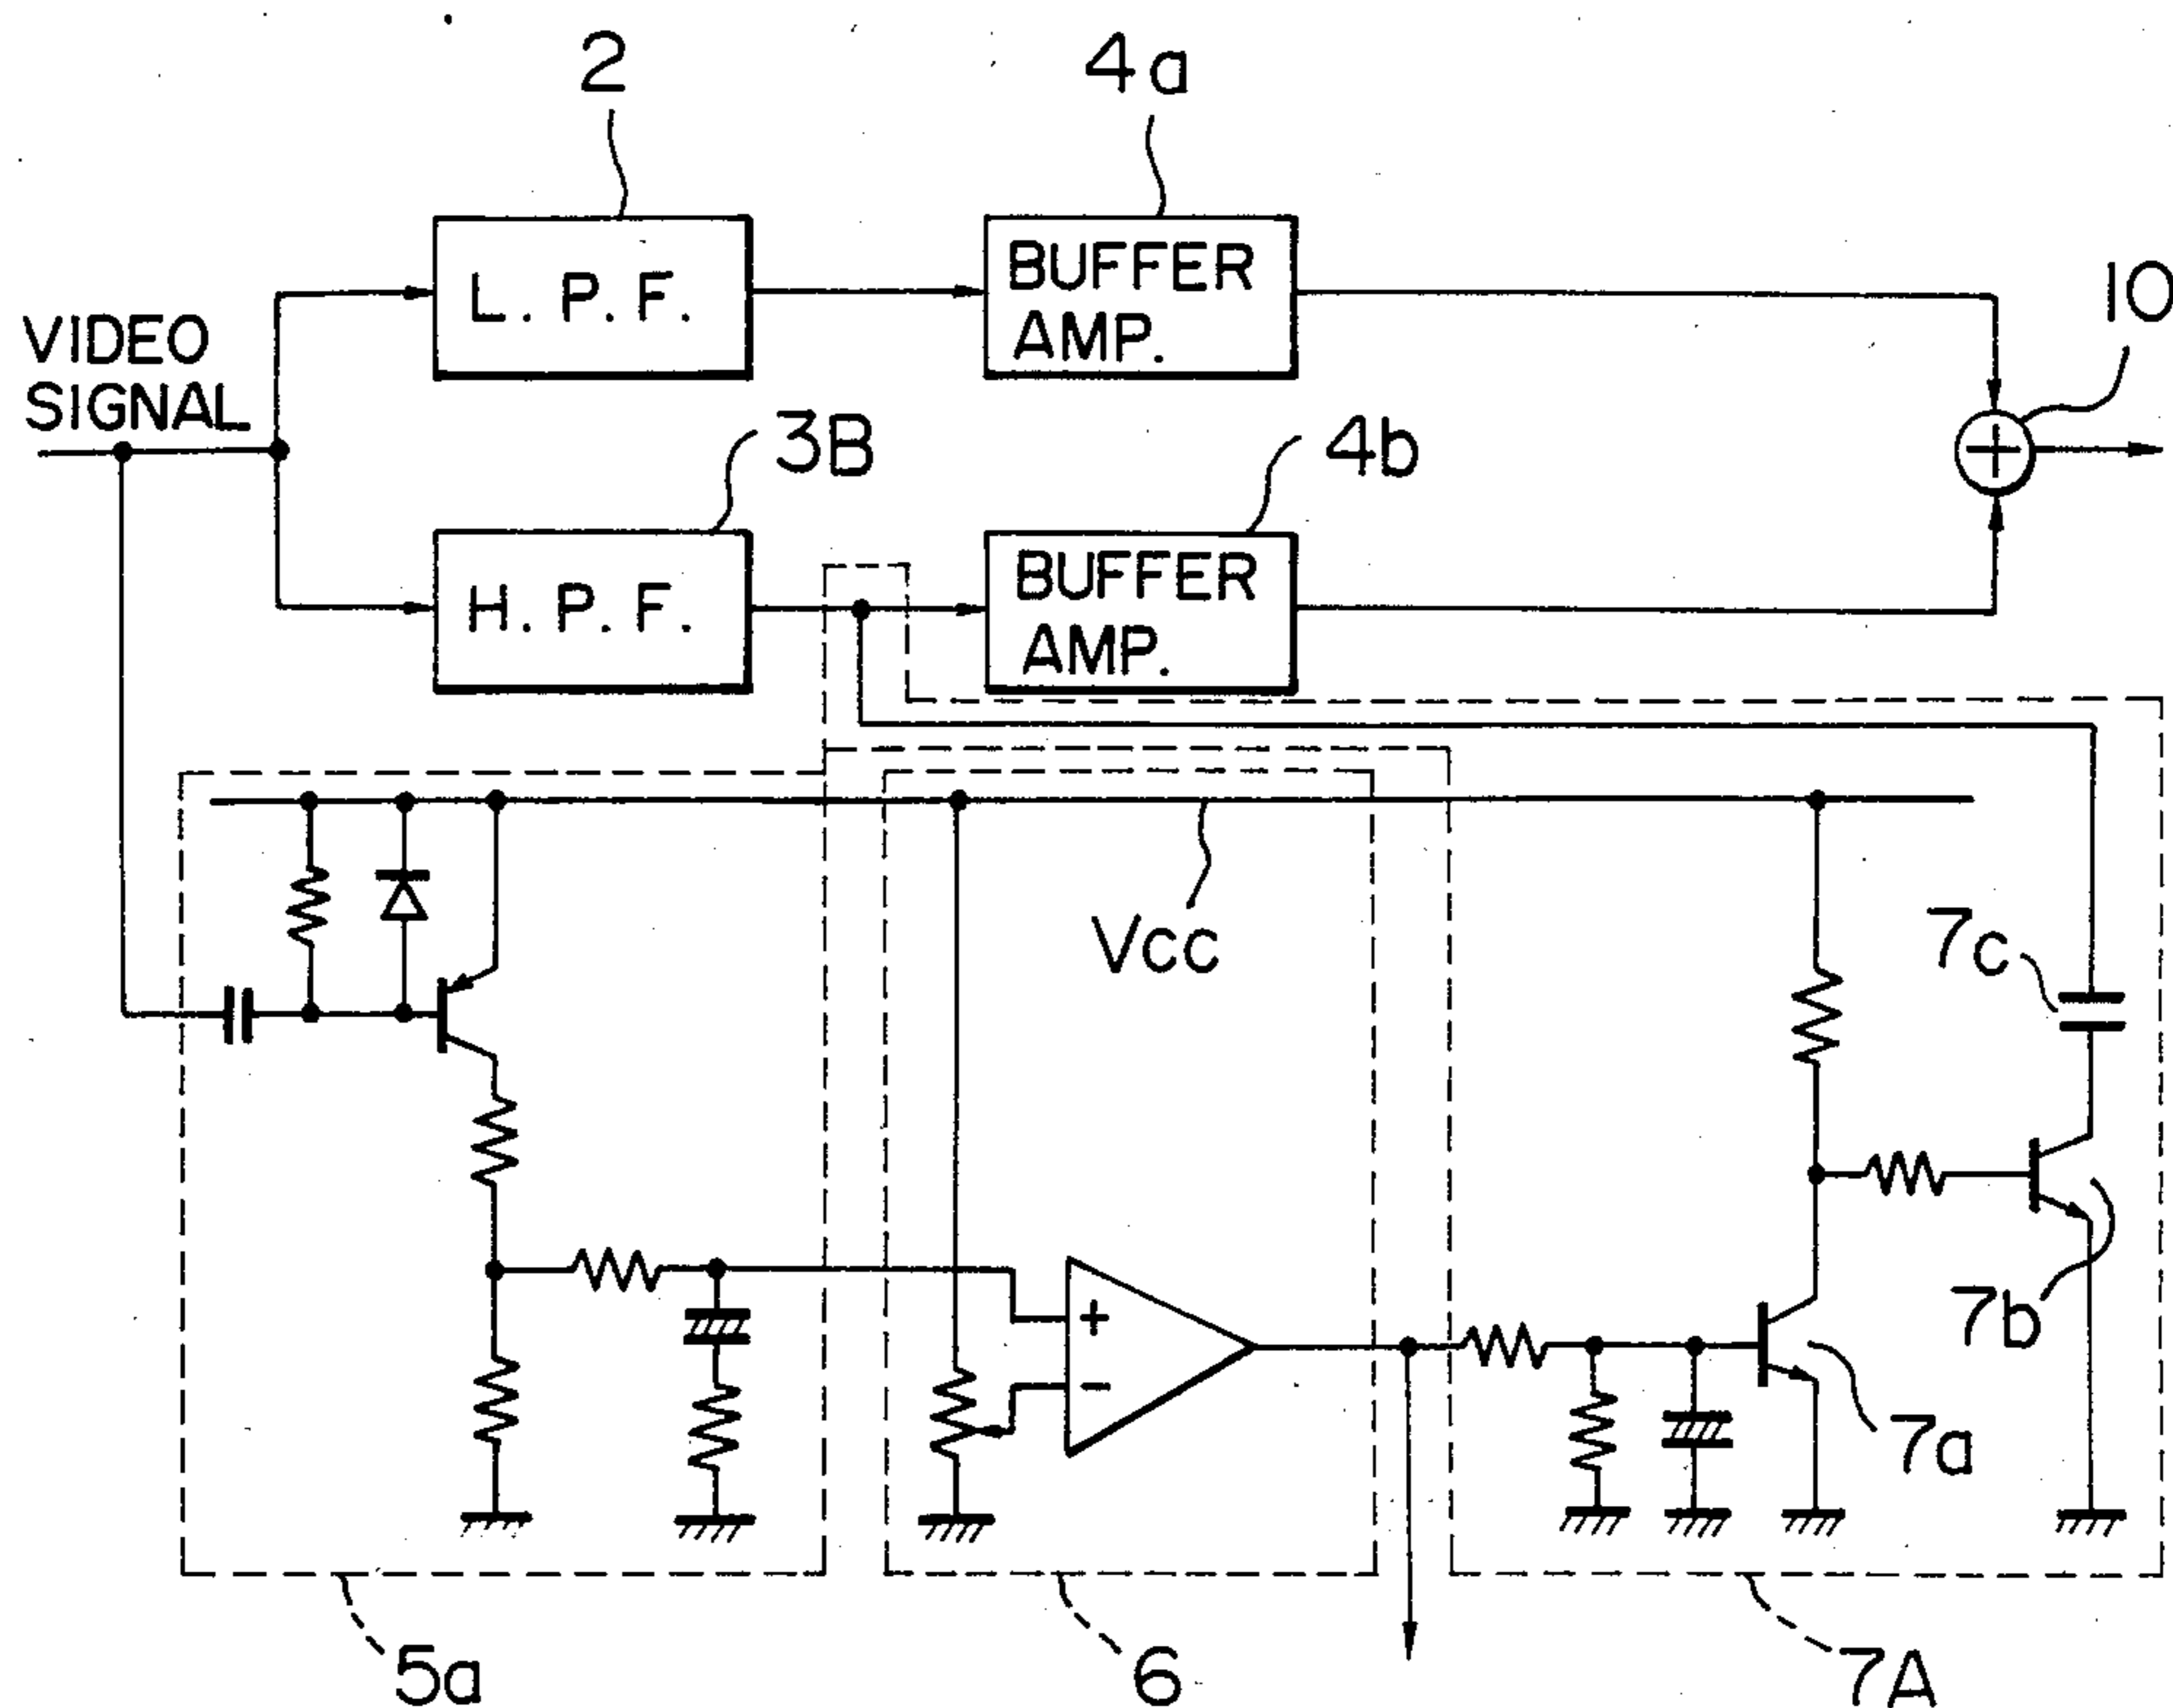 2
4a
L. P. F.
BUFFER
AMP.
10
VIDEO
SIGNAL
3B
4b
H. P. F.
BUFFER
AMP.
+
Vcc
7c
7b
+
-
7a
5a
6
7A